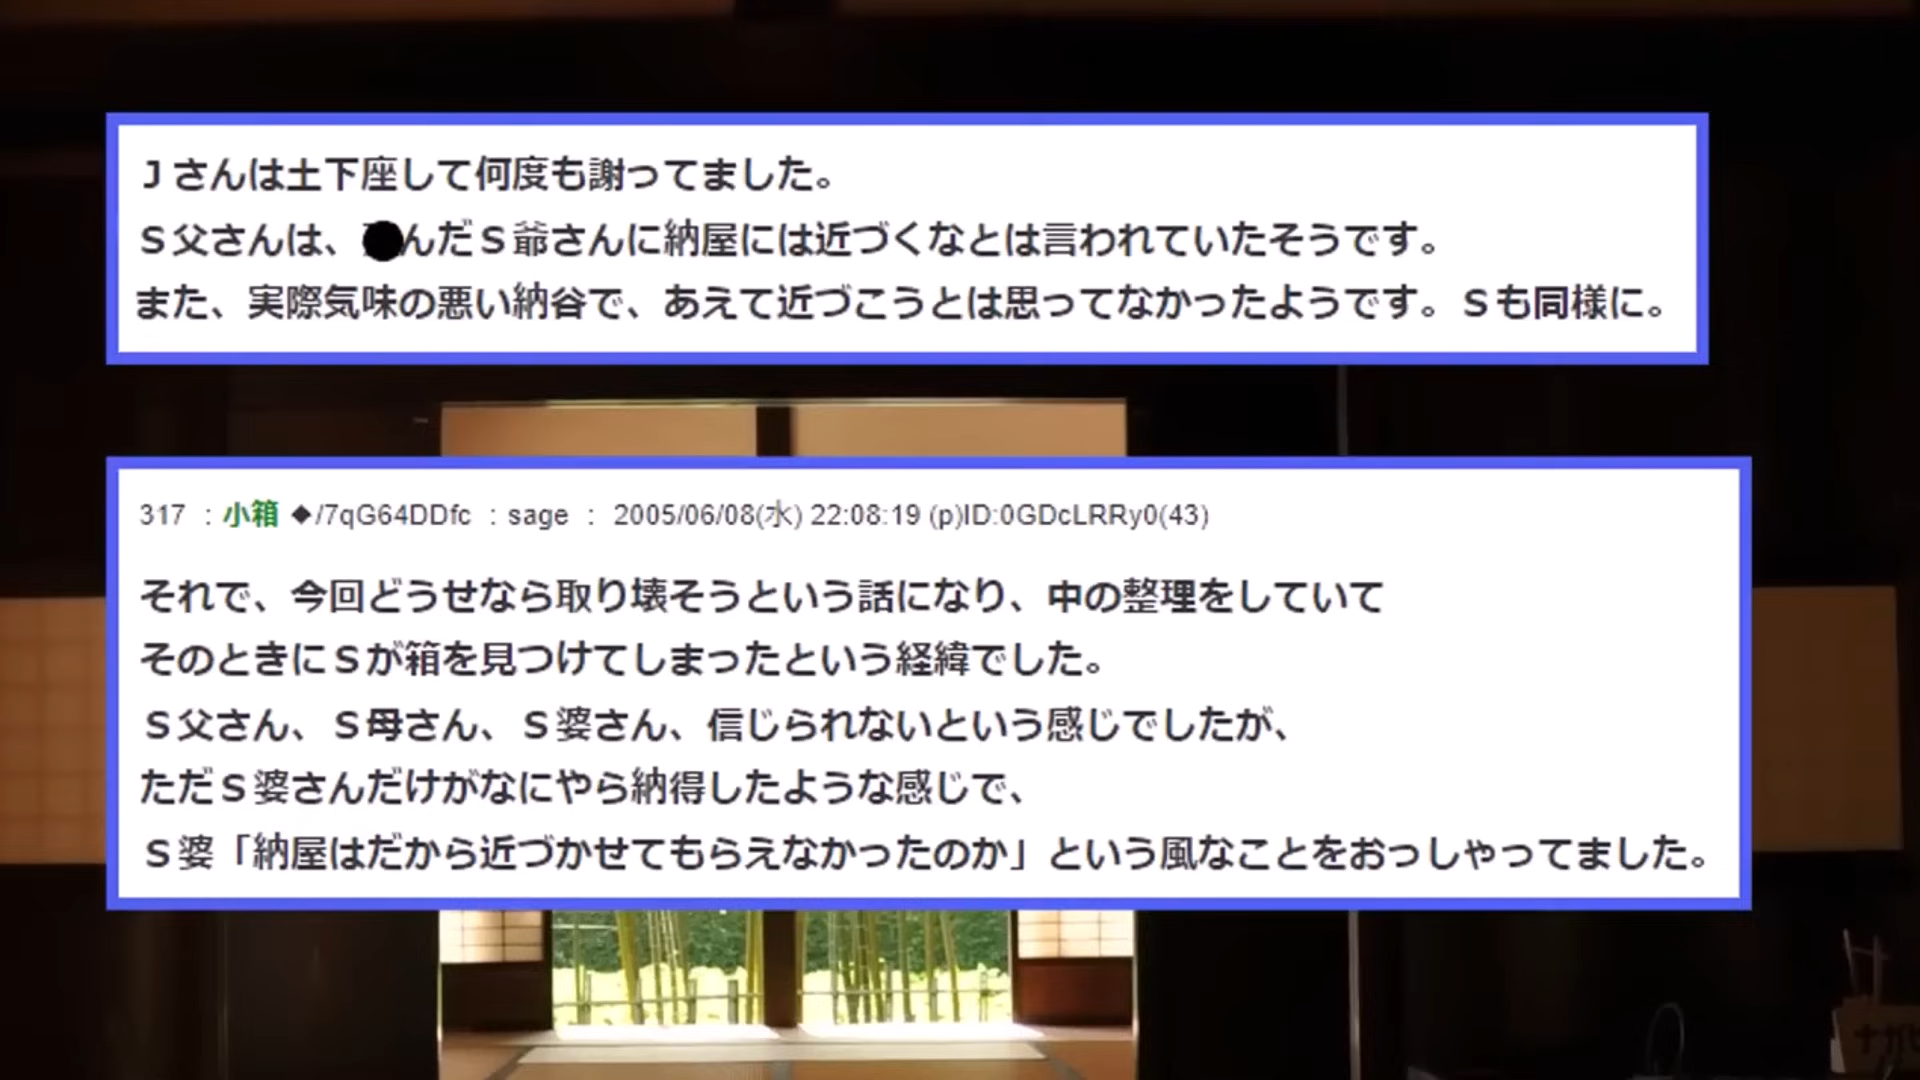 Ｊさんは土下座して何度も謝ってました。
Ｓ父さんは、●んだＳ爺さんに納屋には近づくなとは言われていたそうです。
また、実際気味の悪い納谷で、あえて近づこうとは思ってなかったようです。Ｓも同様に。
317 ：小箱 ◆/7qG64DDfc ：sage ： 2005/06/08(水) 22:08:19 (p)ID:0GDcLRRy0(43)
それで、今回どうせなら取り壊そうという話になり、中の整理をしていて
そのときにＳが箱を見つけてしまったという経緯でした。
Ｓ父さん、Ｓ母さん、Ｓ婆さん、信じられないという感じでしたが、
ただＳ婆さんだけがなにやら納得したような感じで、
Ｓ婆「納屋はだから近づかせてもらえなかったのか」という風なことをおっしゃってました。